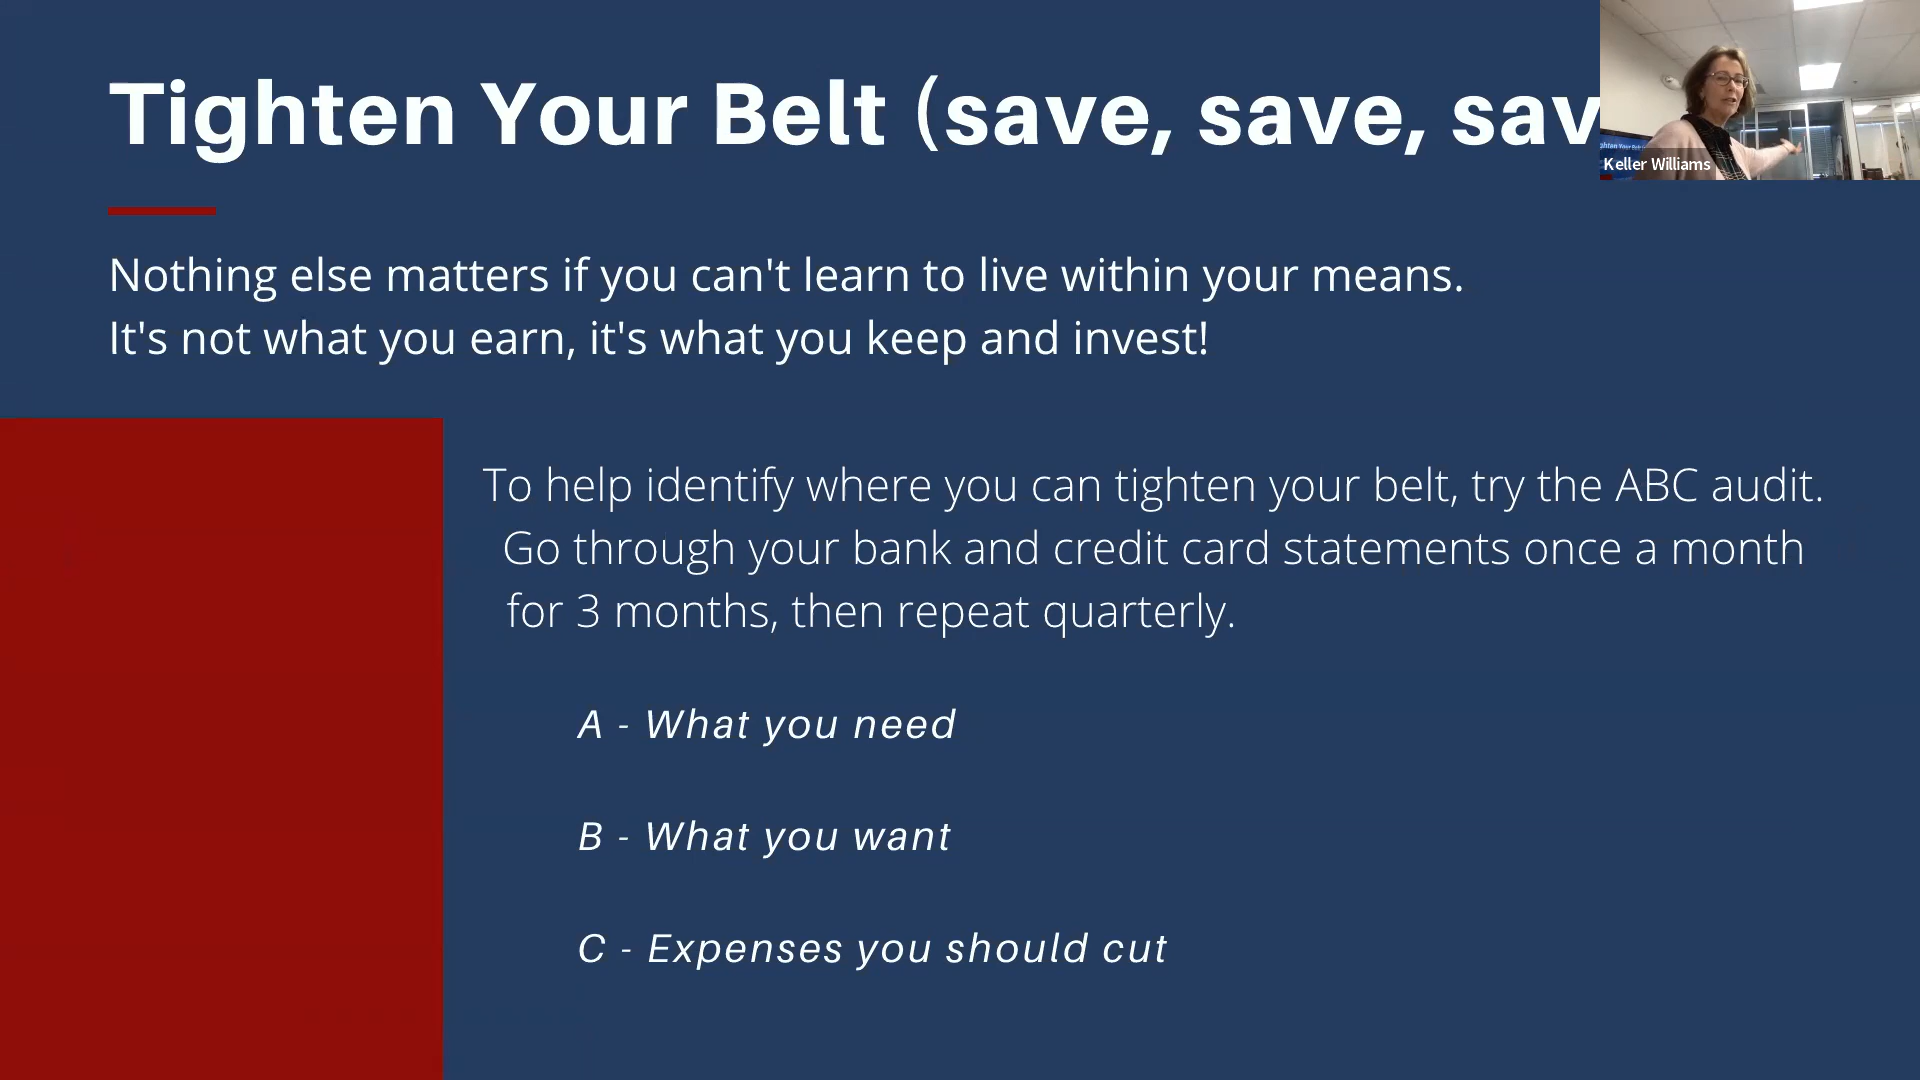 Tighten Your Belt (save, save, sav
Keller Williams
Nothing else matters if you can't learn to live within your means.
It's not what you earn, it's what you keep and invest!
To help identify where you can tighten your belt, try the ABC audit.
Go through your bank and credit card statements once a month
for 3 months, then repeat quarterly.
A - What you need
B - What you want
C - Expenses you should cut